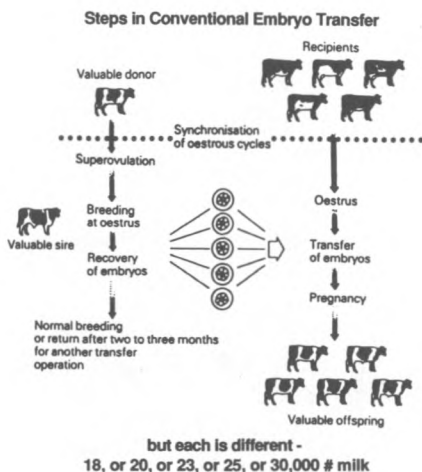 Steps in Conventional Embryo Transfer
Recipients
Valuable donor
Synchronisation
of oestrous cycles
Superovulation
Valuable sire
Breeding
at oestrus
Recovery
of embryos
Normal breeding
or return after two to three months
for another transfer
operation
Oestrus
Transfer
of embryos
Pregnancy
Valuable offspring
but each is different -
18, or 20, or 23, or 25, or 30,000 # milk